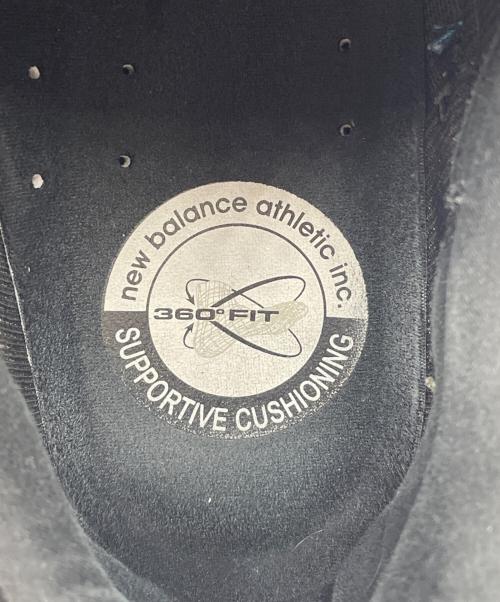 new balance athletic inc.
360° FIT
SUPPORTIVE CUSHIONING